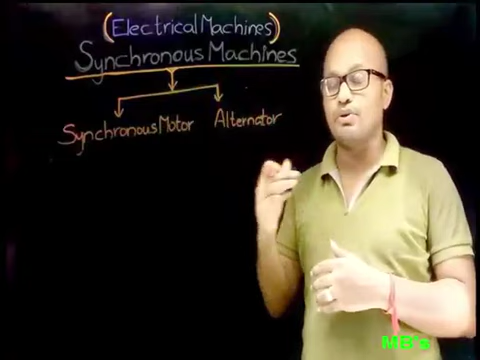 (Electrical Machines)
Synchronous Machines
Synchronous Motor
Alternator
MB's